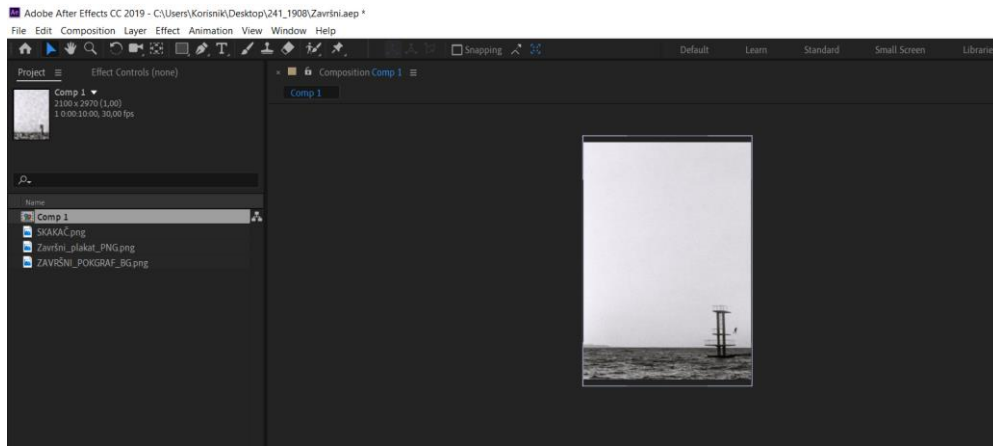 Ae Adobe After Effects CC 2019 - C:\Users\Korisnik\Desktop\241_1908\Završni.aep *
File Edit Composition Layer Effect Animation View Window Help
Snapping Default Learn Standard Small Screen Librarie
Project Effect Controls (none) Composition Comp 1
Comp 1
Comp 1
2100 x 2970 (1,00)
1 0:00:10:00, 30,00 fps
Name
Comp 1
SKAKAČ.png
Završni_plakat_PNG.png
ZAVRŠNI_POKGRAF_BG.png